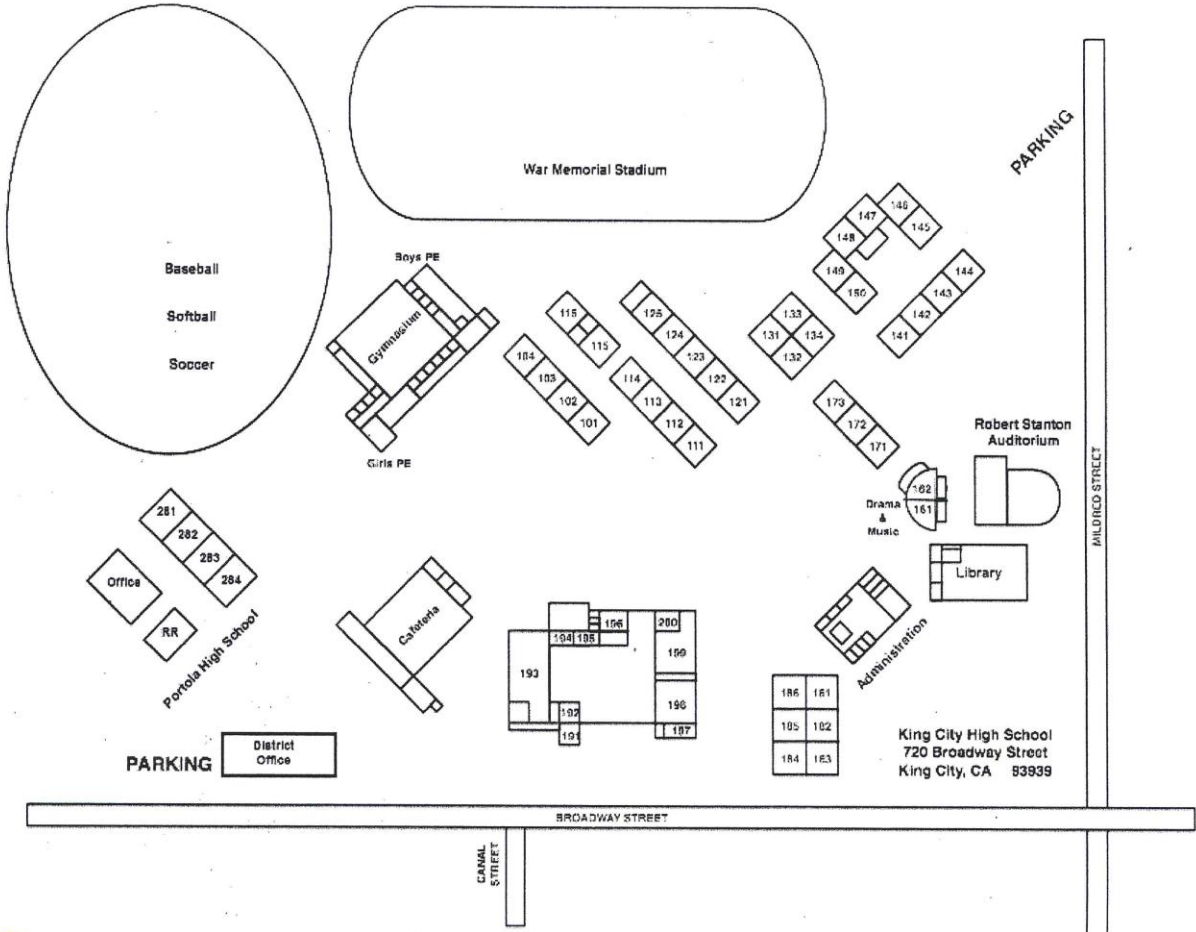 War Memorial Stadium
PARKING
Baseball
Softball
Soccer
Boys PE
Gymnasium
Girls PE
104
103
102
101
115
115
114
113
112
111
125
124
123
122
121
133
131
134
132
147
148
146
145
149
150
144
143
142
141
173
172
171
Robert Stanton
Auditorium
162
161
Drama
&
Music
Library
Administration
MILDRED STREET
281
282
283
284
Office
RR
Portola High School
Cafeteria
193
194
195
196
200
199
198
197
192
191
186
181
185
182
184
183
King City High School
720 Broadway Street
King City, CA 93939
PARKING
District
Office
BROADWAY STREET
CANAL
STREET